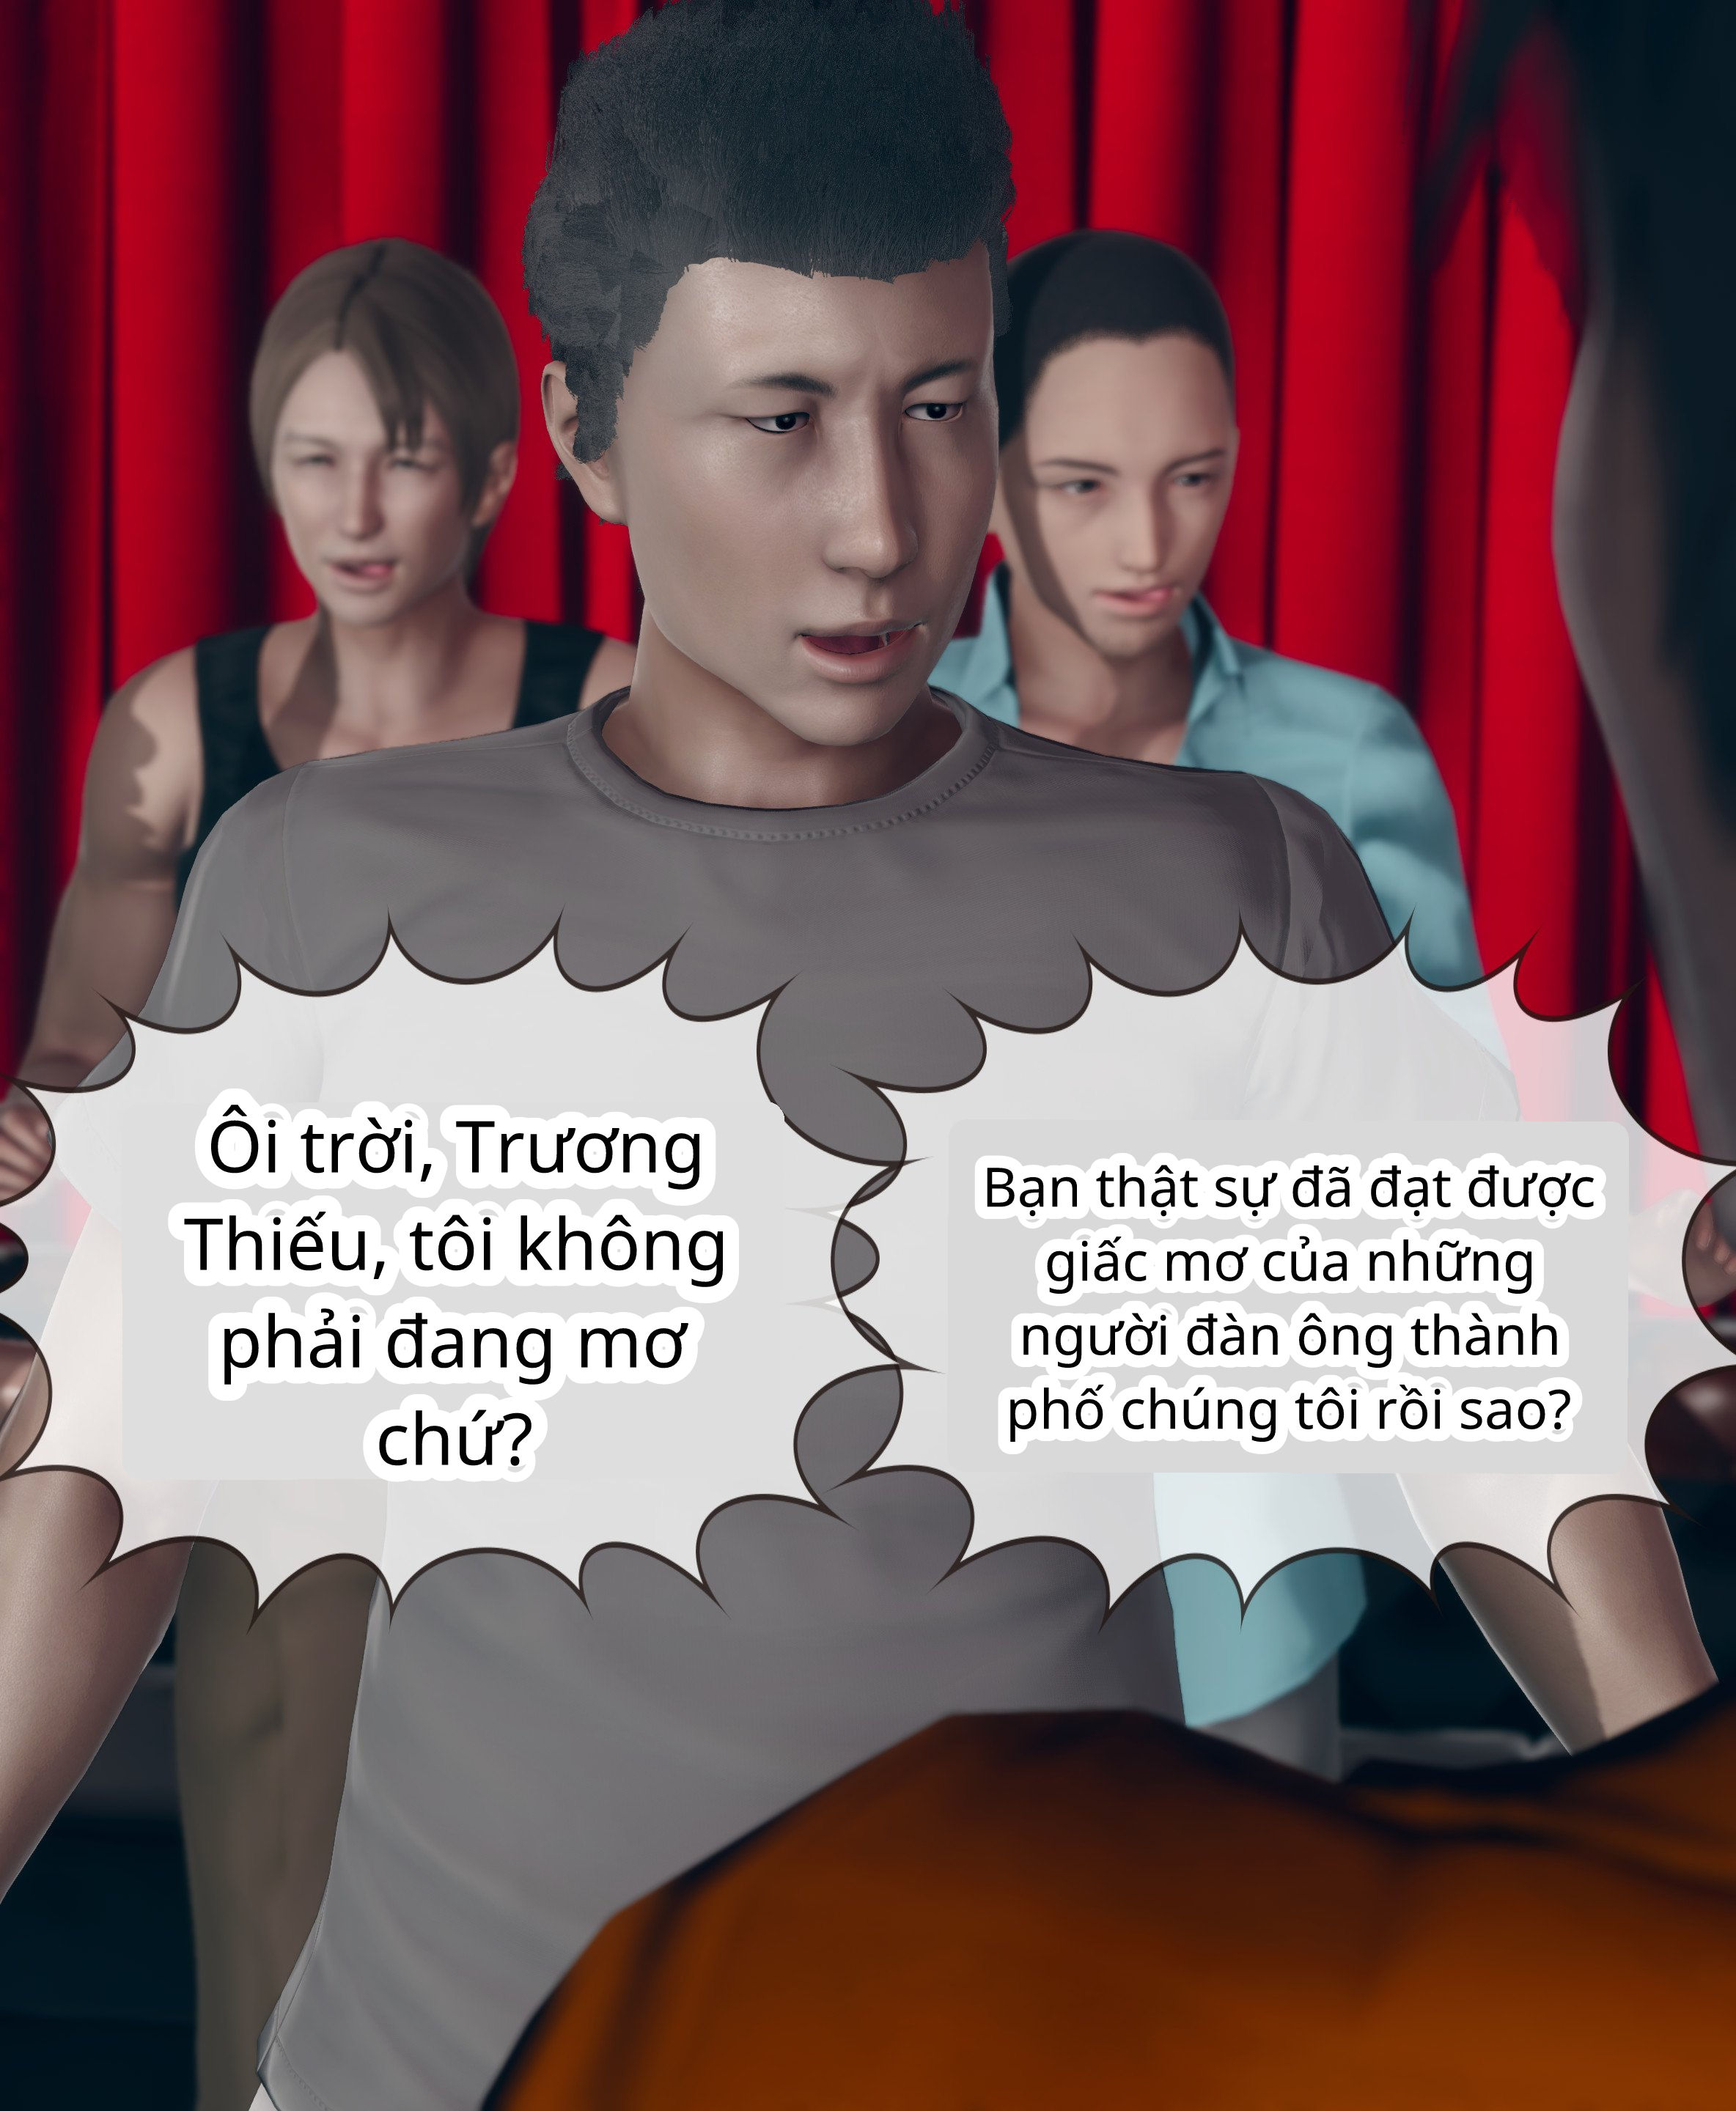 Ôi trời, Trương
Thiếu, tôi không
phải đang mơ
chứ?
Bạn thật sự đã đạt được
giấc mơ của những
người đàn ông thành
phố chúng tôi rồi sao?